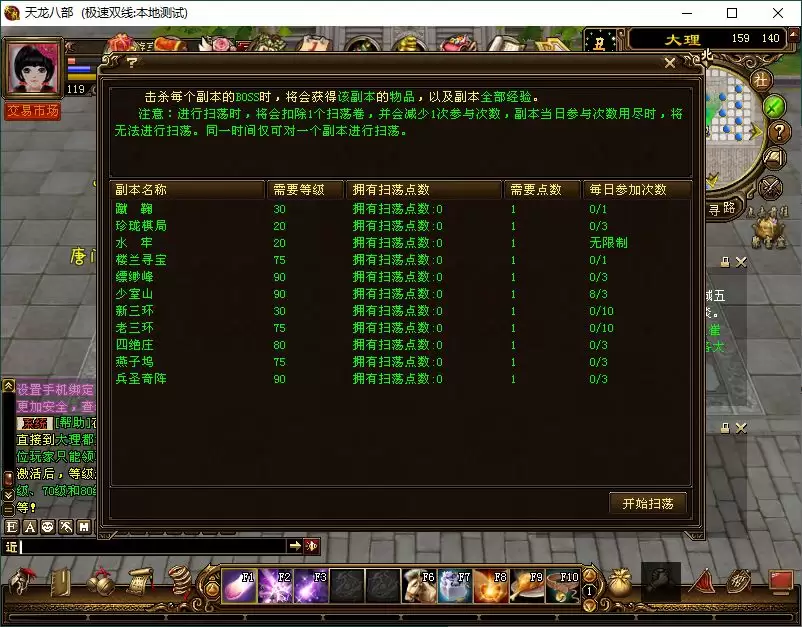 天龙八部 (极速双线:本地测试)
大理 159 140
丑
北
119
交易市场
社
?
击杀每个副本的BOSS时，将会获得该副本的物品，以及副本全部经验。
注意：进行扫荡时，将会扣除1个扫荡卷，并会减少1次参与次数，副本当日参与次数用尽时，将
无法进行扫荡。同一时间仅可对一个副本进行扫荡。
副本名称 需要等级 拥有扫荡点数 需要点数 每日参加次数
蹴 鞠 30 拥有扫荡点数:0 1 0/1
珍珑棋局 20 拥有扫荡点数:0 1 0/3
水 牢 20 拥有扫荡点数:0 1 无限制
楼兰寻宝 75 拥有扫荡点数:0 1 0/1
缥缈峰 90 拥有扫荡点数:0 1 0/3
少室山 90 拥有扫荡点数:0 1 8/3
新三环 30 拥有扫荡点数:0 1 0/10
老三环 75 拥有扫荡点数:0 1 0/10
四绝庄 80 拥有扫荡点数:0 1 0/3
燕子坞 75 拥有扫荡点数:0 1 0/3
兵圣奇阵 90 拥有扫荡点数:0 1 0/3
寻路
开始扫荡
设置手机绑定
更加安全，查
系统 [帮助]
直接到大理都
位玩家只能领
激活后，等级
级、70级和80级
等!
E A M
近
F1 F2 F3 F6 F7 F8 F9 F10 1